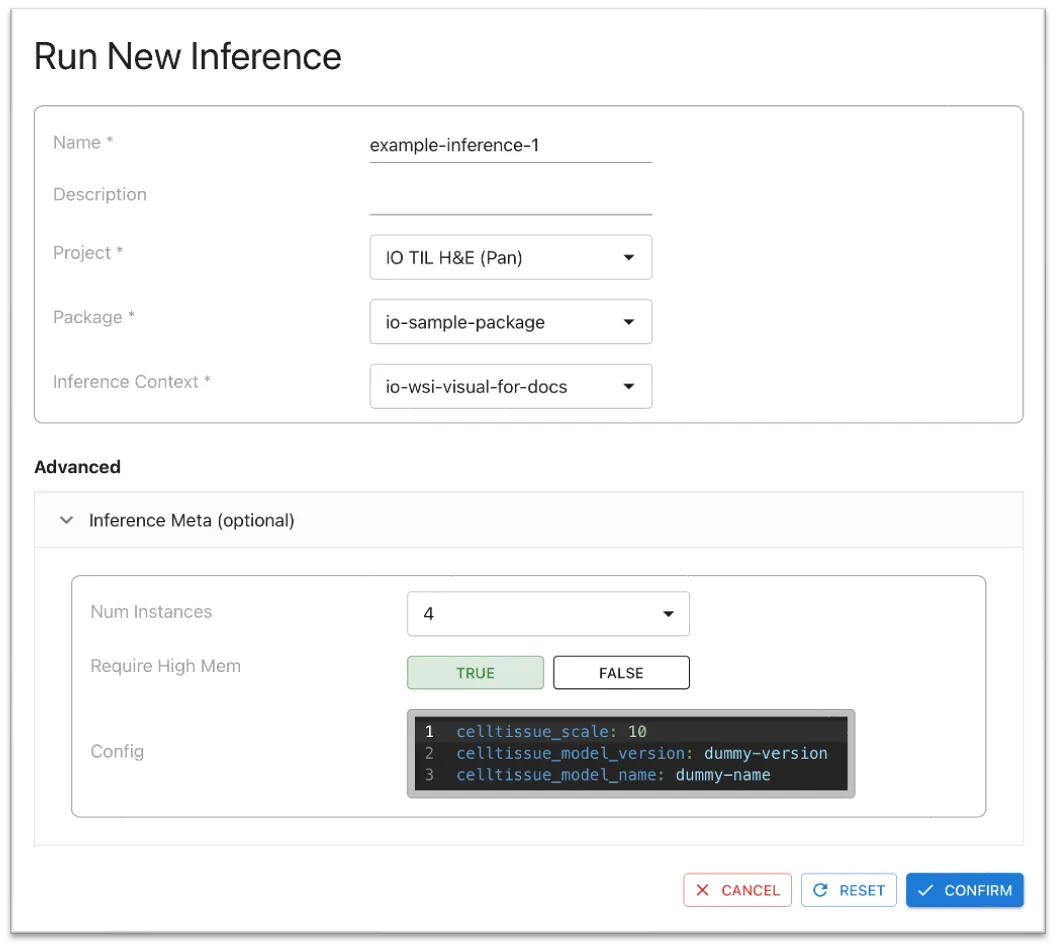 Run New Inference
Name * example-inference-1
Description
Project * IO TIL H&E (Pan)
Package * io-sample-package
Inference Context * io-wsi-visual-for-docs
Advanced
Inference Meta (optional)
Num Instances 4
Require High Mem TRUE FALSE
Config
1 celltissue_scale: 10
2 celltissue_model_version: dummy-version
3 celltissue_model_name: dummy-name
CANCEL RESET CONFIRM